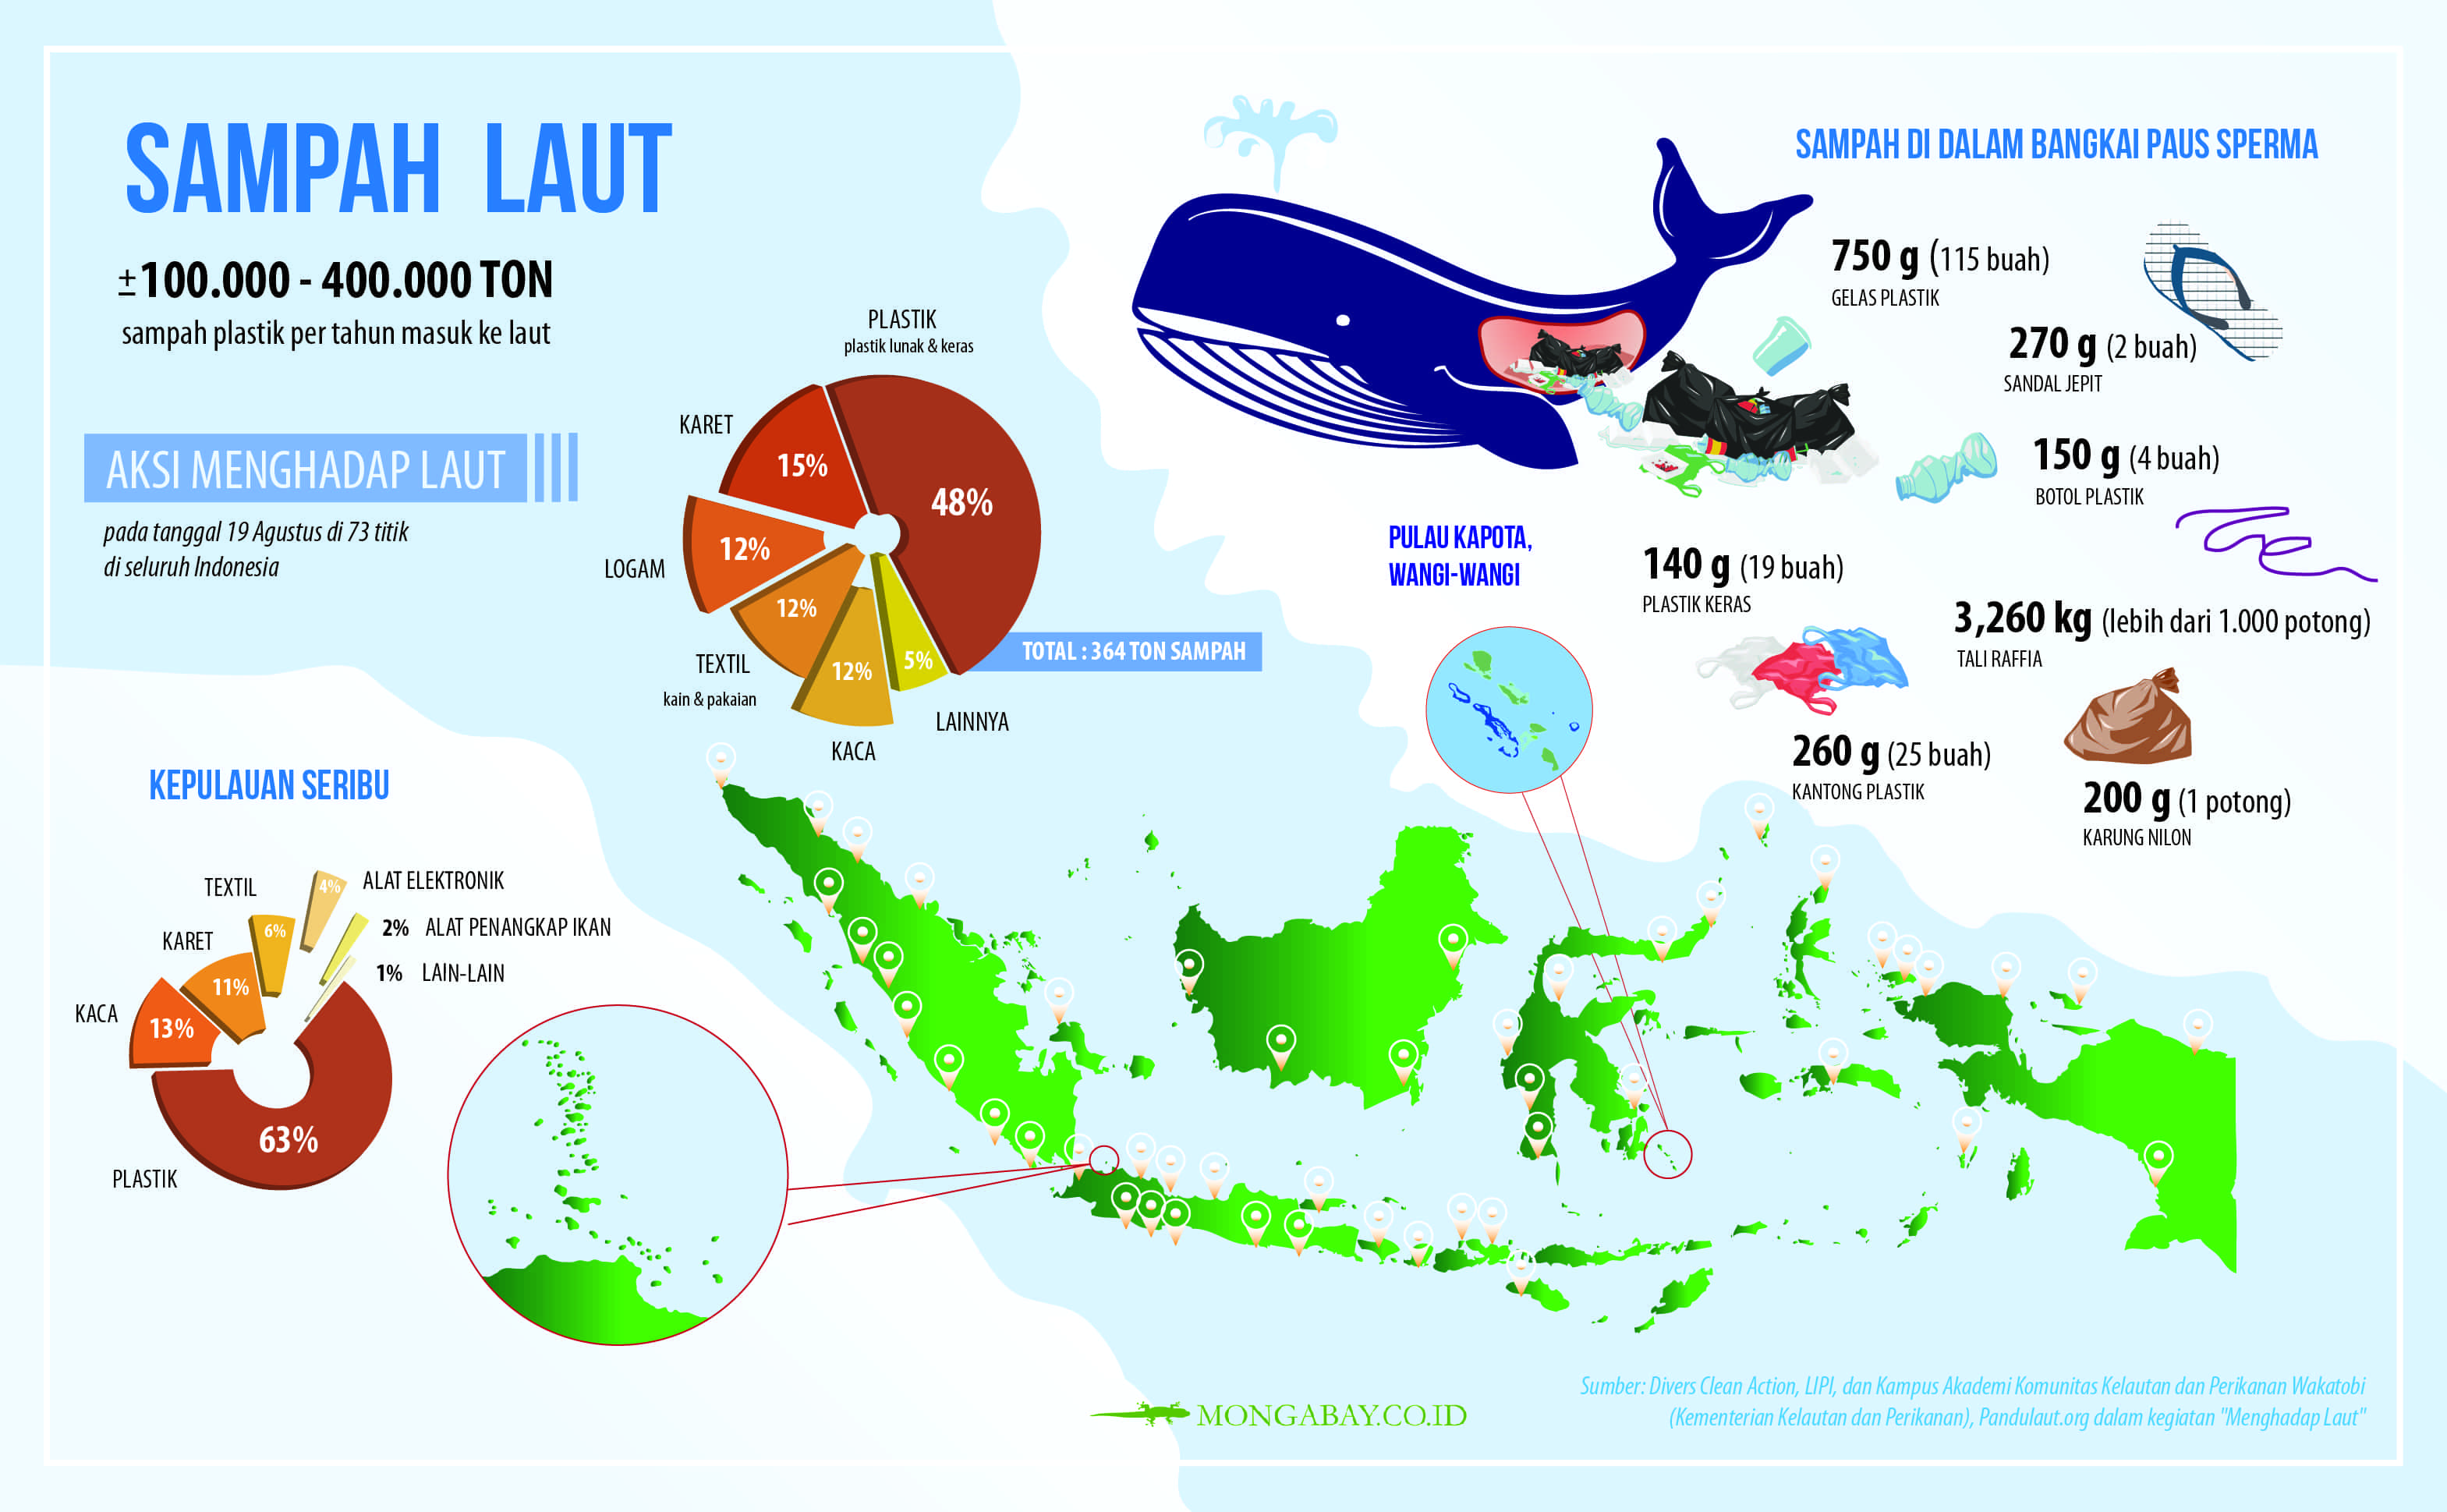 SAMPAH LAUT
±100.000 - 400.000 TON
sampah plastik per tahun masuk ke laut
AKSI MENGHADAP LAUT
pada tanggal 19 Agustus di 73 titik
di seluruh Indonesia
PLASTIK
plastik lunak & keras
48%
KARET
15%
LOGAM
12%
TEXTIL
kain & pakaian
12%
KACA
12%
LAINNYA
5%
TOTAL : 364 TON SAMPAH
KEPULAUAN SERIBU
TEXTIL
6%
4%
ALAT ELEKTRONIK
2% ALAT PENANGKAP IKAN
1% LAIN-LAIN
KARET
11%
KACA
13%
63%
PLASTIK
SAMPAH DI DALAM BANGKAI PAUS SPERMA
750 g (115 buah)
GELAS PLASTIK
270 g (2 buah)
SANDAL JEPIT
150 g (4 buah)
BOTOL PLASTIK
PULAU KAPOTA,
WANGI-WANGI
140 g (19 buah)
PLASTIK KERAS
3,260 kg (lebih dari 1.000 potong)
TALI RAFFIA
260 g (25 buah)
KANTONG PLASTIK
200 g (1 potong)
KARUNG NILON
MONGABAY.CO.ID
Sumber: Divers Clean Action, LIPI, dan Kampus Akademi Komunitas Kelautan dan Perikanan Wakatobi
(Kementerian Kelautan dan Perikanan), Pandulaut.org dalam kegiatan "Menghadap Laut"